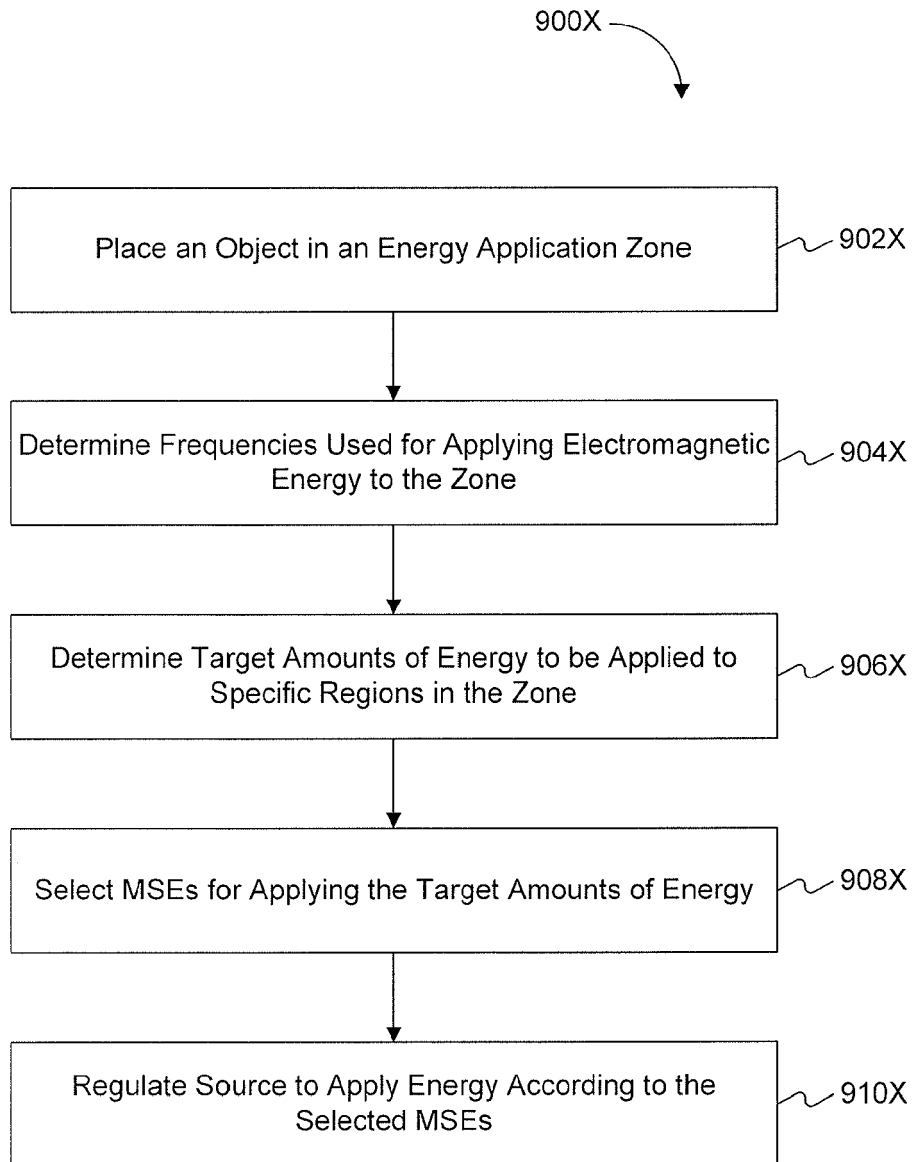 900X
Place an Object in an Energy Application Zone
902X
Determine Frequencies Used for Applying Electromagnetic
Energy to the Zone
904X
Determine Target Amounts of Energy to be Applied to
Specific Regions in the Zone
906X
Select MSEs for Applying the Target Amounts of Energy
908X
Regulate Source to Apply Energy According to the
Selected MSEs
910X